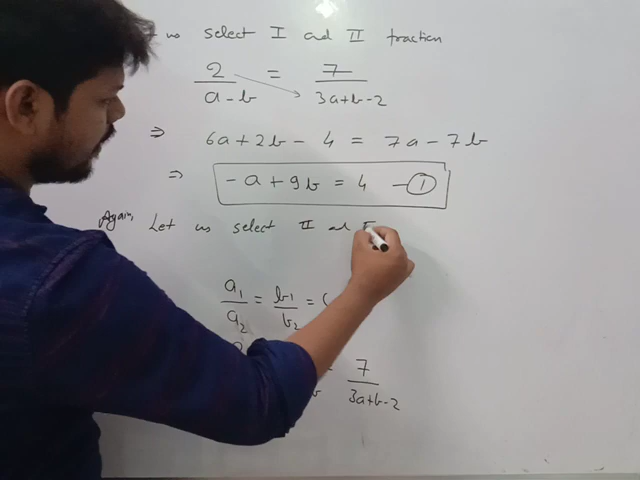 us select I and II fraction
2/(a-b) = 7/(3a+b-2)
⇒ 6a+2b-4 = 7a-7b
⇒ -a+9b = 4 -①
Again, Let us select II and
a₁/a₂ = b₁/b₂ =
= 7/(3a+b-2)